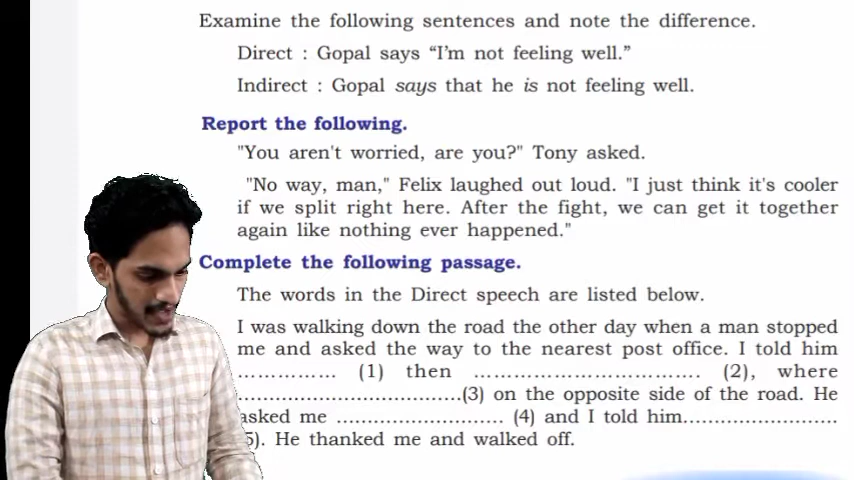 Examine the following sentences and note the difference.
Direct : Gopal says “I’m not feeling well.”
Indirect : Gopal says that he is not feeling well.
Report the following.
"You aren't worried, are you?" Tony asked.
"No way, man," Felix laughed out loud. "I just think it's cooler
if we split right here. After the fight, we can get it together
again like nothing ever happened."
Complete the following passage.
The words in the Direct speech are listed below.
I was walking down the road the other day when a man stopped
me and asked the way to the nearest post office. I told him
.............. (1) then ................................. (2), where
.................................(3) on the opposite side of the road. He
asked me ........................ (4) and I told him......................
5). He thanked me and walked off.